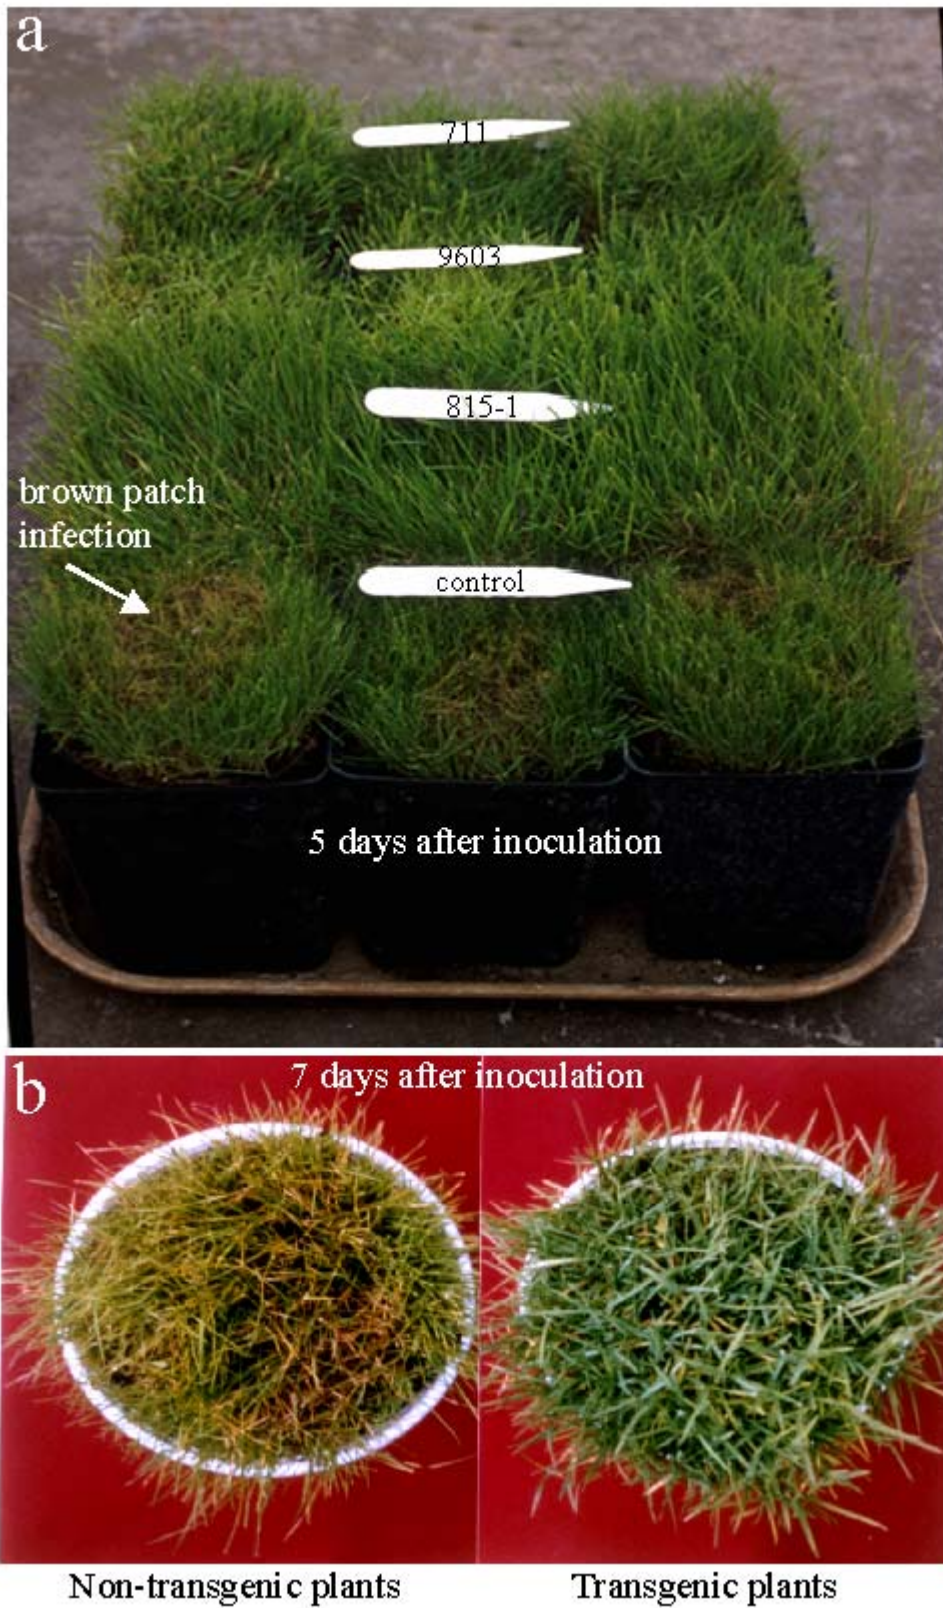 a
711
9603
815-1
brown patch
infection
control
5 days after inoculation
b
7 days after inoculation
Non-transgenic plants
Transgenic plants